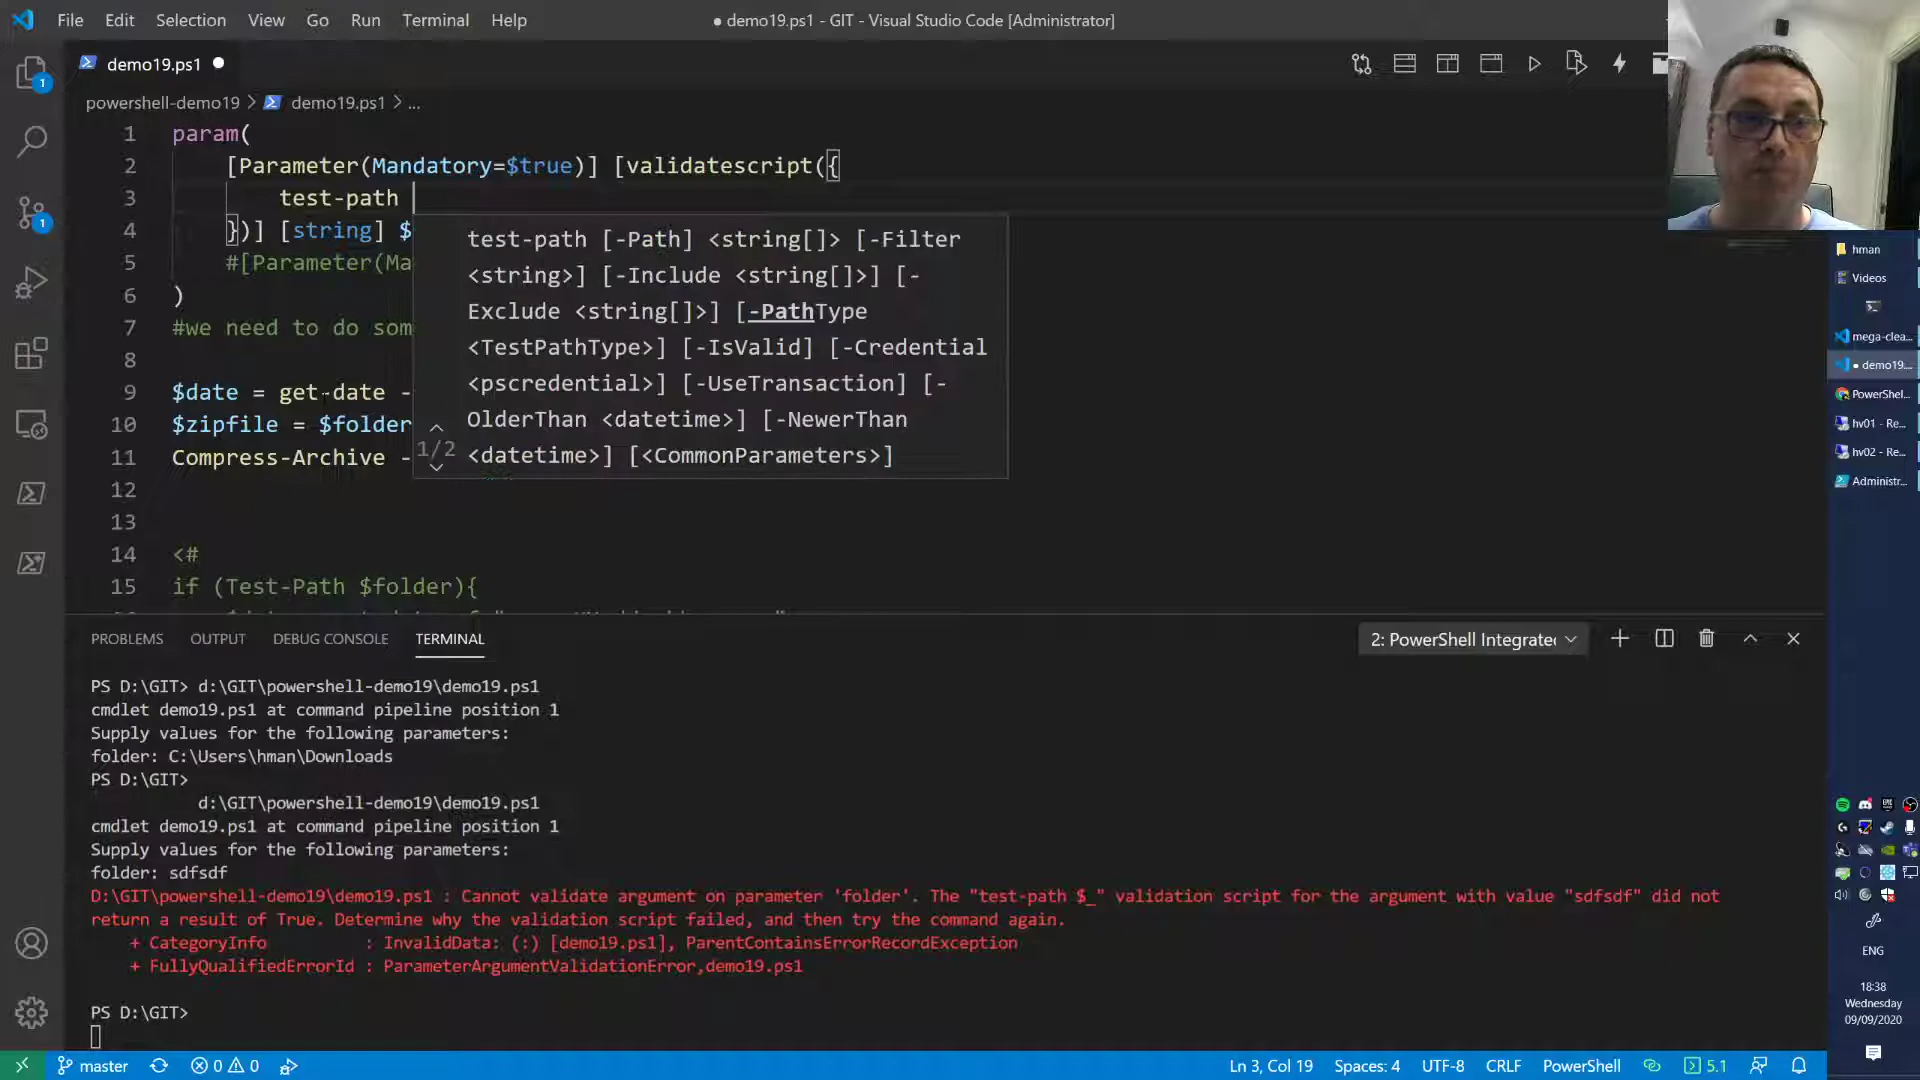 File Edit Selection View Go Run Terminal Help
● demo19.ps1 - GIT - Visual Studio Code [Administrator]
demo19.ps1
powershell-demo19 > demo19.ps1 > ...
1 param(
2 [Parameter(Mandatory=$true)] [validatescript({
3 test-path
4 })] [string] $
5 #[Parameter(Ma
6 )
7 #we need to do som
8
9 $date = get-date -
10 $zipfile = $folder
11 Compress-Archive -
12
13
14 <#
15 if (Test-Path $folder){
test-path [-Path] <string[]> [-Filter
<string>] [-Include <string[]>] [-
Exclude <string[]>] [-PathType
<TestPathType>] [-IsValid] [-Credential
<pscredential>] [-UseTransaction] [-
OlderThan <datetime>] [-NewerThan
1/2 <datetime>] [<CommonParameters>]
hman
Videos
mega-clea...
● demo19....
PowerShel...
hv01 - Re...
hv02 - Re...
Administr...
PROBLEMS OUTPUT DEBUG CONSOLE TERMINAL
2: PowerShell Integrate
PS D:\GIT> d:\GIT\powershell-demo19\demo19.ps1
cmdlet demo19.ps1 at command pipeline position 1
Supply values for the following parameters:
folder: C:\Users\hman\Downloads
PS D:\GIT>
d:\GIT\powershell-demo19\demo19.ps1
cmdlet demo19.ps1 at command pipeline position 1
Supply values for the following parameters:
folder: sdfsdf
D:\GIT\powershell-demo19\demo19.ps1 : Cannot validate argument on parameter 'folder'. The "test-path $_" validation script for the argument with value "sdfsdf" did not
return a result of True. Determine why the validation script failed, and then try the command again.
+ CategoryInfo : InvalidData: (:) [demo19.ps1], ParentContainsErrorRecordException
+ FullyQualifiedErrorId : ParameterArgumentValidationError,demo19.ps1
PS D:\GIT>
ENG
18:38
Wednesday
09/09/2020
master 0 0
Ln 3, Col 19 Spaces: 4 UTF-8 CRLF PowerShell 5.1